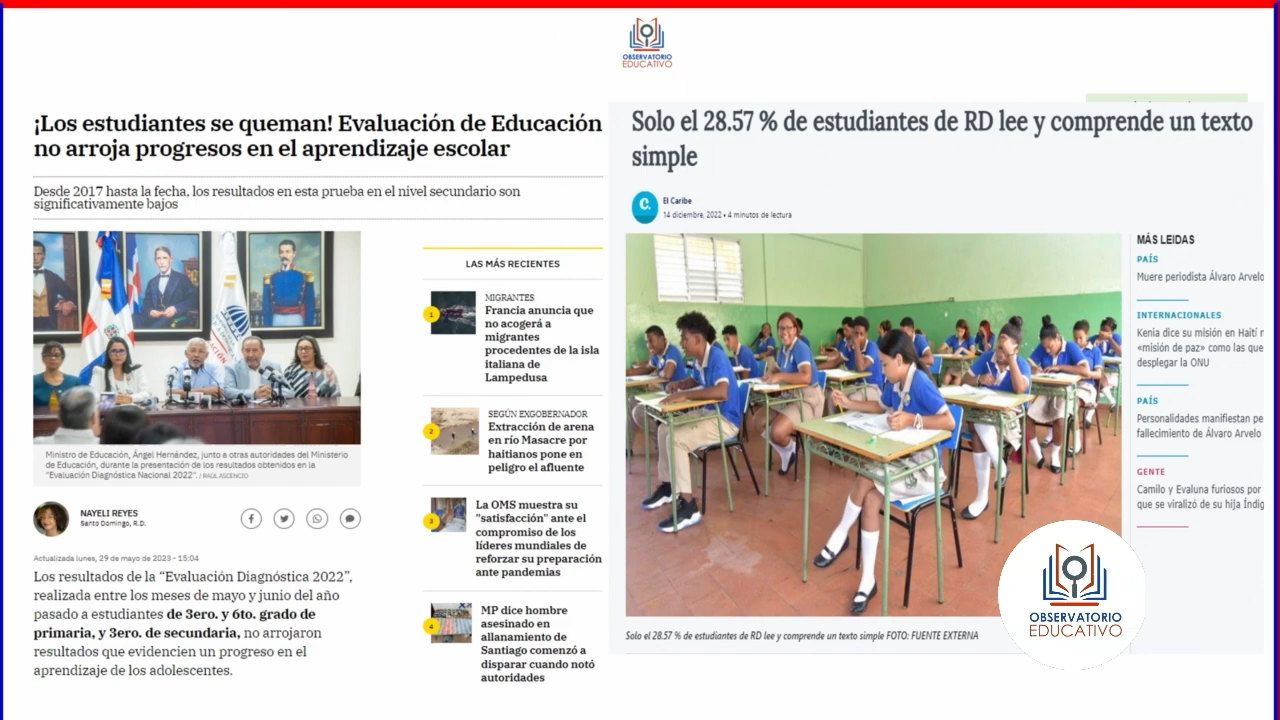 OBSERVATORIO
EDUCATIVO
¡Los estudiantes se queman! Evaluación de Educación
no arroja progresos en el aprendizaje escolar
Desde 2017 hasta la fecha, los resultados en esta prueba en el nivel secundario son
significativamente bajos
Ministro de Educación, Ángel Hernández, junto a otras autoridades del Ministerio
de Educación, durante la presentación de los resultados obtenidos en la
"Evaluación Diagnóstica Nacional 2022". / RAÚL ASCENCIO
NAYELI REYES
Santo Domingo, R.D.
Actualizada lunes, 29 de mayo de 2023 - 15:04
Los resultados de la “Evaluación Diagnóstica 2022”,
realizada entre los meses de mayo y junio del año
pasado a estudiantes de 3ero. y 6to. grado de
primaria, y 3ero. de secundaria, no arrojaron
resultados que evidencien un progreso en el
aprendizaje de los adolescentes.
LAS MÁS RECIENTES
1
MIGRANTES
Francia anuncia que
no acogerá a
migrantes
procedentes de la isla
italiana de
Lampedusa
2
SEGÚN EXGOBERNADOR
Extracción de arena
en río Masacre por
haitianos pone en
peligro el afluente
3
La OMS muestra su
"satisfacción" ante el
compromiso de los
líderes mundiales de
reforzar su preparación
ante pandemias
4
MP dice hombre
asesinado en
allanamiento de
Santiago comenzó a
disparar cuando notó
autoridades
Solo el 28.57 % de estudiantes de RD lee y comprende un texto
simple
C.
El Caribe
14 diciembre, 2022 • 4 minutos de lectura
Solo el 28.57 % de estudiantes de RD lee y comprende un texto simple FOTO: FUENTE EXTERNA
MÁS LEIDAS
PAÍS
Muere periodista Álvaro Arvelo
INTERNACIONALES
Kenia dice su misión en Haití
«misión de paz» como las que
desplegar la ONU
PAÍS
Personalidades manifiestan pe
fallecimiento de Álvaro Arvelo
GENTE
Camilo y Evaluna furiosos por
que se viralizó de su hija Índig
OBSERVATORIO
EDUCATIVO